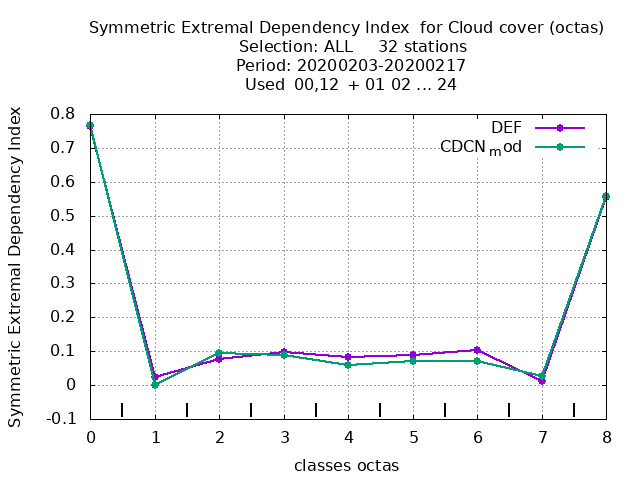 Symmetric Extremal Dependency Index  for Cloud cover (octas)
Selection: ALL     32 stations
Period: 20200203-20200217
Used  00,12  + 01 02 ... 24
Symmetric Extremal Dependency Index
0.8
0.7
0.6
0.5
0.4
0.3
0.2
0.1
0
-0.1
DEF
CDCN_mod
0 1 2 3 4 5 6 7 8
classes octas